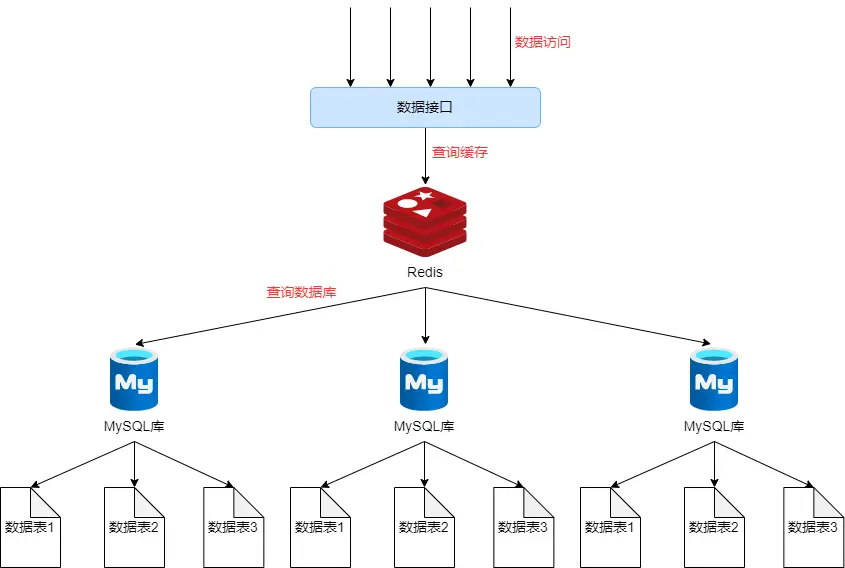 数据访问
数据接口
查询缓存
Redis
查询数据库
My
My
My
MySQL库
MySQL库
MySQL库
数据表1
数据表2
数据表3
数据表1
数据表2
数据表3
数据表1
数据表2
数据表3